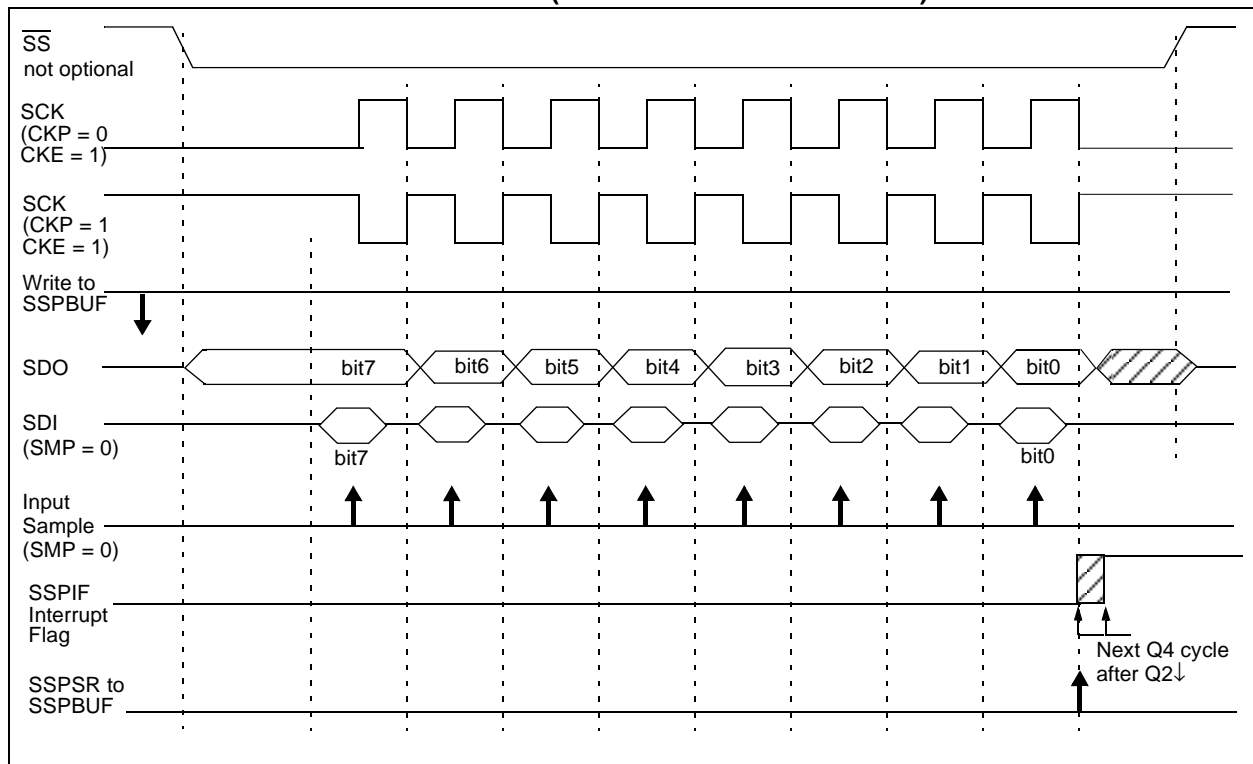 SS
not optional
SCK
(CKP = 0
CKE = 1)
SCK
(CKP = 1
CKE = 1)
Write to
SSPBUF
SDO
bit7
bit6
bit5
bit4
bit3
bit2
bit1
bit0
SDI
(SMP = 0)
bit7
bit0
Input
Sample
(SMP = 0)
SSPIF
Interrupt
Flag
Next Q4 cycle
after Q2↓
SSPSR to
SSPBUF